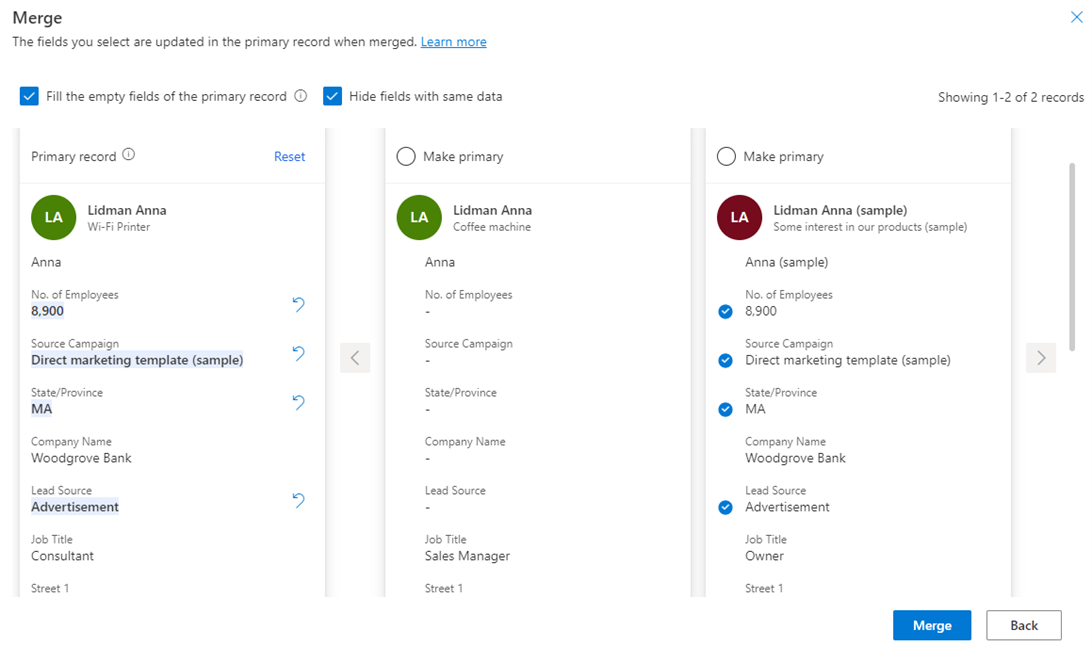 Merge
The fields you select are updated in the primary record when merged. Learn more
Fill the empty fields of the primary record
Hide fields with same data
Showing 1-2 of 2 records
Primary record
Reset
LA
Lidman Anna
Wi-Fi Printer
Anna
No. of Employees
8,900
Source Campaign
Direct marketing template (sample)
State/Province
MA
Company Name
Woodgrove Bank
Lead Source
Advertisement
Job Title
Consultant
Street 1
Make primary
LA
Lidman Anna
Coffee machine
Anna
No. of Employees
-
Source Campaign
-
State/Province
-
Company Name
-
Lead Source
-
Job Title
Sales Manager
Street 1
Make primary
LA
Lidman Anna (sample)
Some interest in our products (sample)
Anna (sample)
No. of Employees
8,900
Source Campaign
Direct marketing template (sample)
State/Province
MA
Company Name
Woodgrove Bank
Lead Source
Advertisement
Job Title
Owner
Street 1
Merge
Back